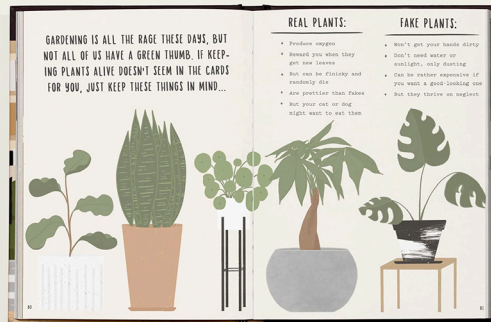 GARDENING IS ALL THE RAGE THESE DAYS, BUT
NOT ALL OF US HAVE A GREEN THUMB. IF KEEP-
ING PLANTS ALIVE DOESN'T SEEM IN THE CARDS
FOR YOU, JUST KEEP THESE THINGS IN MIND...
REAL PLANTS:
• Produce oxygen
• Reward you when they
get new leaves
• But can be finicky and
randomly die
• Are prettier than fakes
• But your cat or dog
might want to eat them
FAKE PLANTS:
• Won't get your hands dirty
• Don't need water or
sunlight, only dusting
• Can be rather expensive if
you want a good-looking one
• But they thrive on neglect